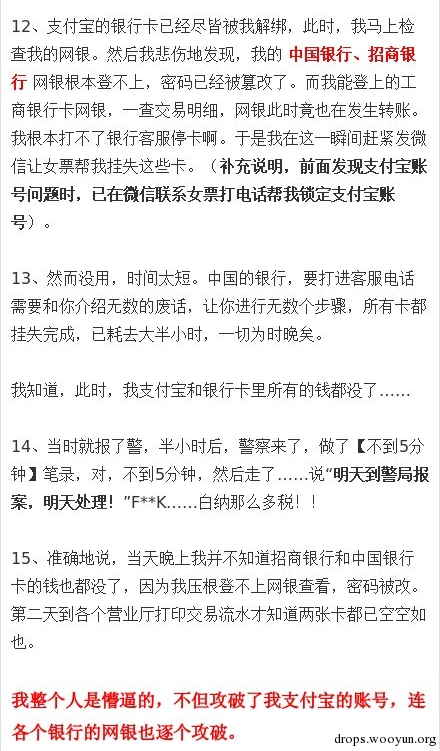 12、支付宝的银行卡已经尽皆被我解绑，此时，我马上检
查我的网银。然后我悲伤地发现，我的 中国银行、招商银
行 网银根本登不上，密码已经被篡改了。而我能登上的工
商银行卡网银，一查交易明细，网银此时竟也在发生转账。
我根本打不了银行客服停卡啊。于是我在这一瞬间赶紧发微
信让女票帮我挂失这些卡。（补充说明，前面发现支付宝账
号问题时，已在微信联系女票打电话帮我锁定支付宝账
号）。
13、然而没用，时间太短。中国的银行，要打进客服电话
需要和你介绍无数的废话，让你进行无数个步骤，所有卡都
挂失完成，已耗去大半小时，一切为时晚矣。
我知道，此时，我支付宝和银行卡里所有的钱都没了......
14、当时就报了警，半小时后，警察来了，做了【不到5分
钟】笔录，对，不到5分钟，然后走了......说“明天到警局报
案，明天处理！”F**K......白纳那么多税！！
15、准确地说，当天晚上我并不知道招商银行和中国银行
卡的钱也都没了，因为我压根登不上网银查看，密码被改。
第二天到各个营业厅打印交易流水才知道两张卡都已空空如
也。
我整个人是懵逼的，不但攻破了我支付宝的账号，连
各个银行的网银也逐个攻破。
drops.wooyun.org